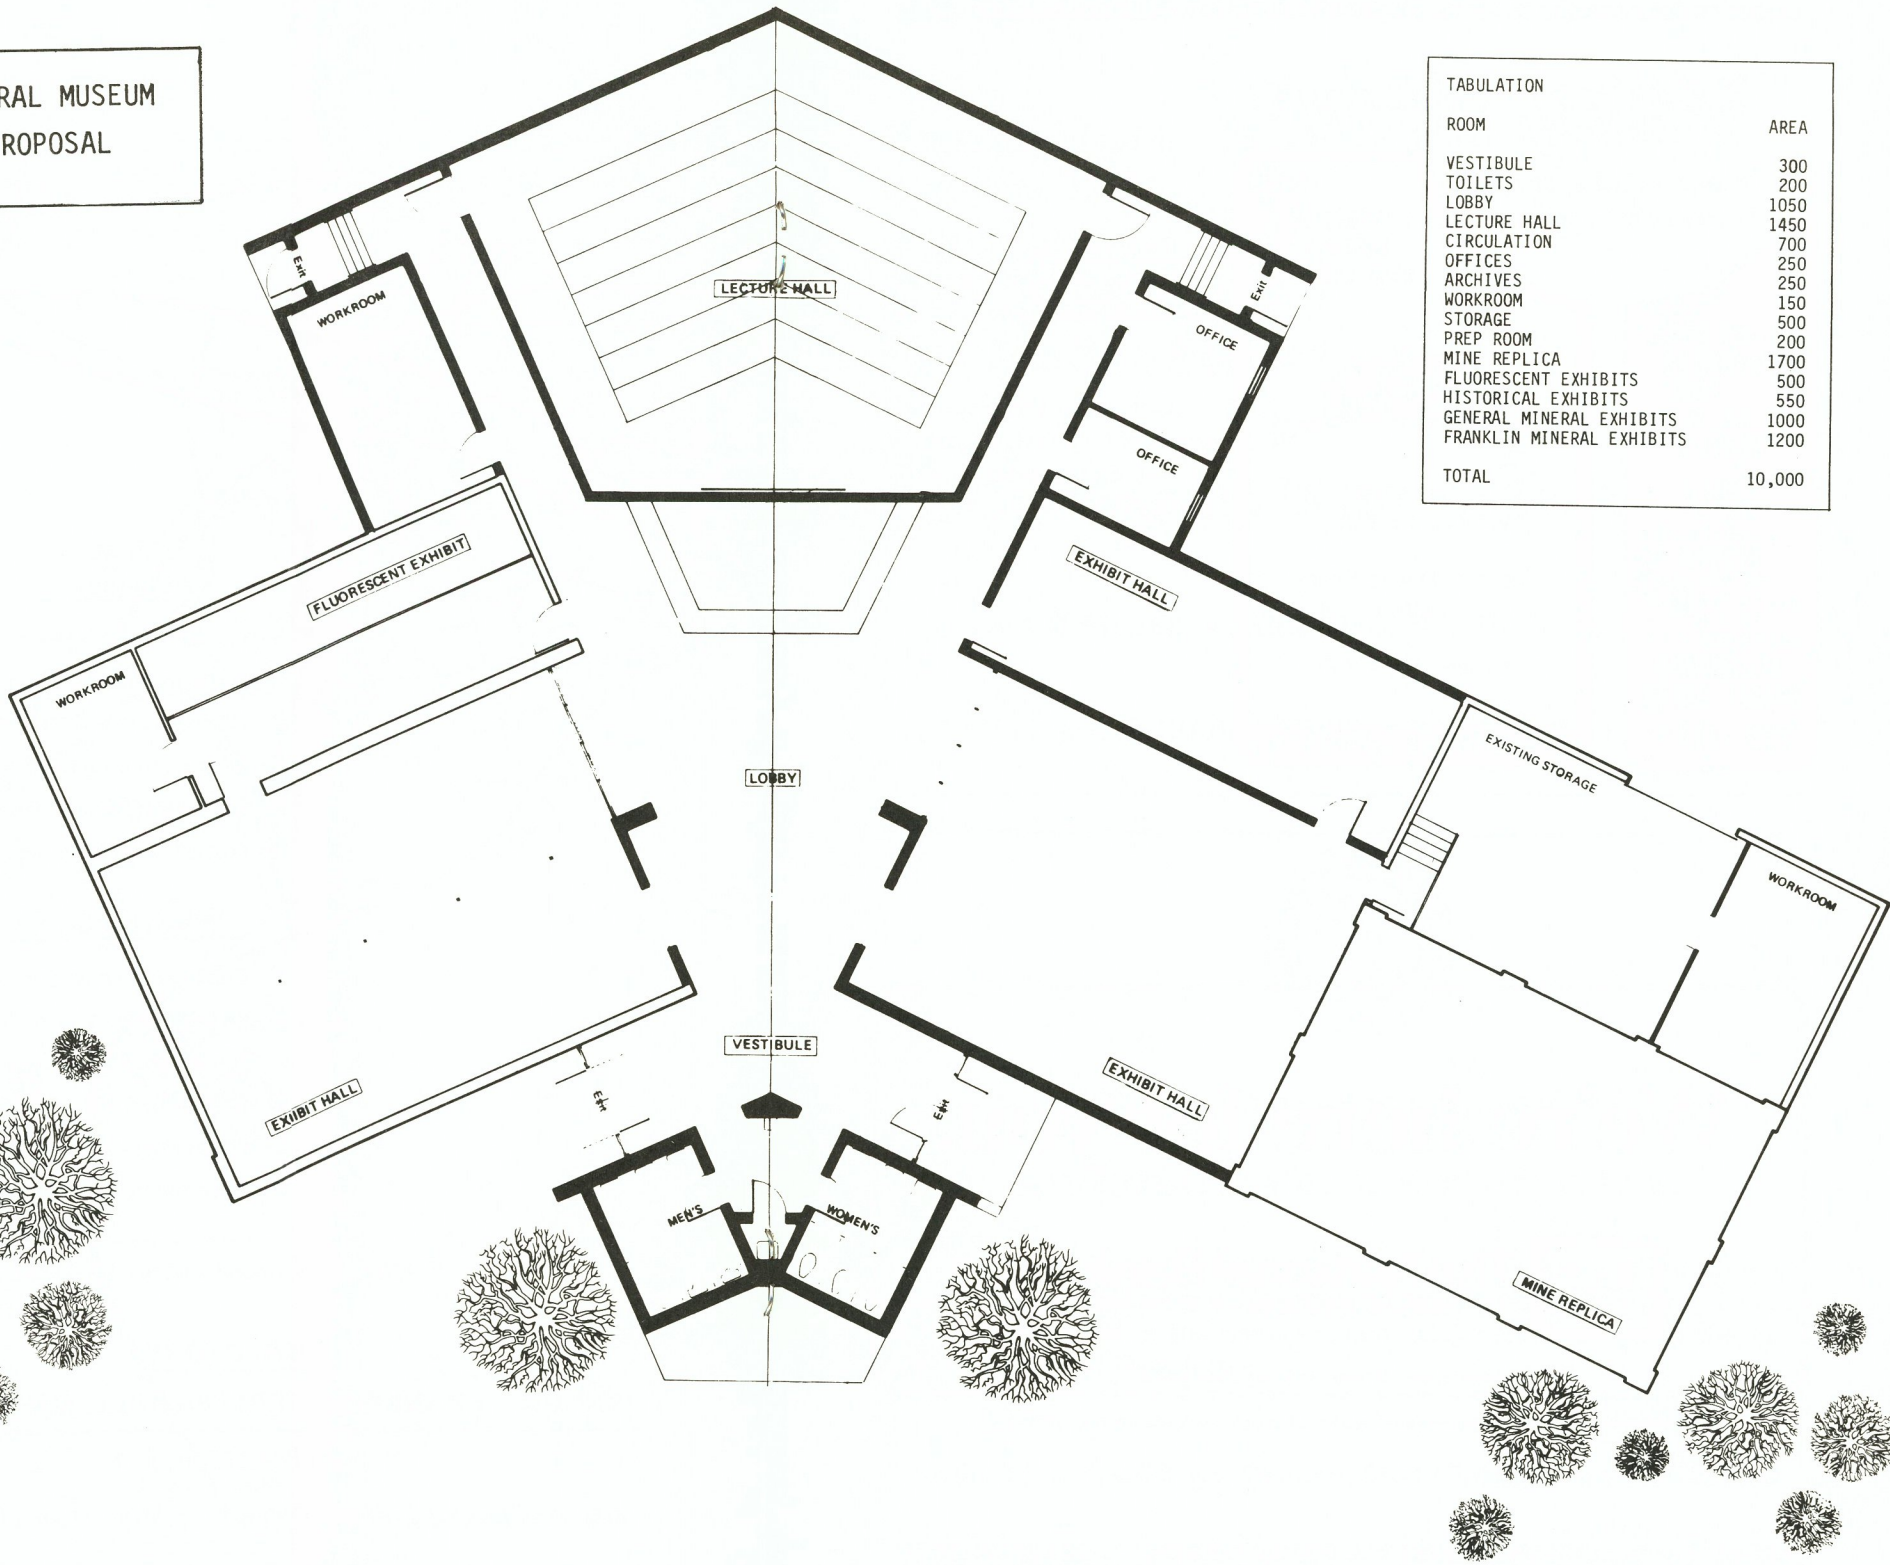 RAL MUSEUM
ROPOSAL
TABULATION
ROOM AREA
VESTIBULE 300
TOILETS 200
LOBBY 1050
LECTURE HALL 1450
CIRCULATION 700
OFFICES 250
ARCHIVES 250
WORKROOM 150
STORAGE 500
PREP ROOM 200
MINE REPLICA 1700
FLUORESCENT EXHIBITS 500
HISTORICAL EXHIBITS 550
GENERAL MINERAL EXHIBITS 1000
FRANKLIN MINERAL EXHIBITS 1200
TOTAL 10,000
Exit
WORKROOM
LECTURE HALL
Exit
OFFICE
OFFICE
FLUORESCENT EXHIBIT
EXHIBIT HALL
WORKROOM
LOBBY
EXISTING STORAGE
WORKROOM
VESTIBULE
EXHIBIT HALL
Exit
Exit
EXHIBIT HALL
MEN'S
WOMEN'S
MINE REPLICA